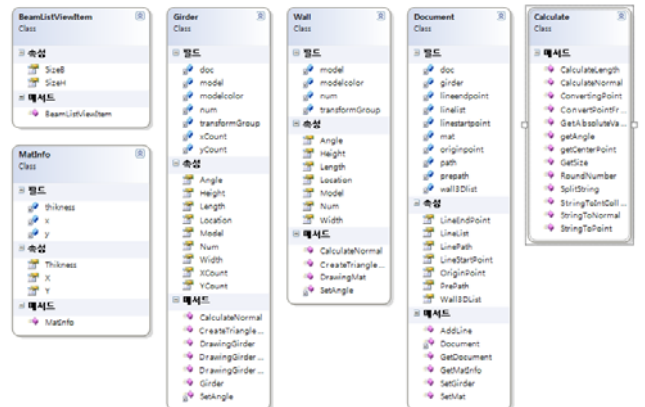 BeamListViewItem
Class
속성
SizeB
SizeH
메서드
BeamListViewItem
MatInfo
Class
필드
thikness
x
y
속성
Thikness
X
Y
메서드
MatInfo
Girder
Class
필드
doc
model
modelcolor
num
transformGroup
xCount
yCount
속성
Angle
Height
Length
Location
Model
Num
Width
XCount
YCount
메서드
CalculateNormal
CreateTriangle...
DrawingGirder
DrawingGirder...
DrawingGirder...
Girder
SetAngle
Wall
Class
필드
model
modelcolor
num
transformGroup
속성
Angle
Height
Length
Location
Model
Num
Width
메서드
CalculateNormal
CreateTriangle...
DrawingMat
SetAngle
Document
Class
필드
doc
girder
lineendpoint
linelist
linestartpoint
mat
originpoint
path
prepath
wall3Dlist
속성
LineEndPoint
LineList
LinePath
LineStartPoint
OriginPoint
PrePath
Wall3DList
메서드
AddLine
Document
GetDocument
GetMatInfo
SetGirder
SetMat
Calculate
Class
메서드
CalculateLength
CalculateNormal
ConvertingPoint
ConvertPointFr...
GetAbsoluteVa...
getAngle
getCenterPoint
GetSize
RoundNumber
SplitString
StringToIntColl...
StringToNormal
StringToPoint